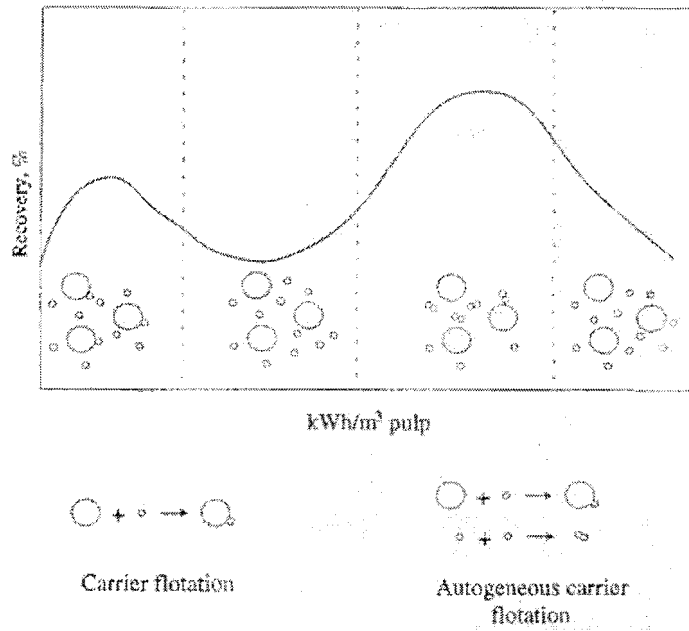 Recovery, %
kWh/m³ pulp
+ →
+ →
+ →
Carrier flotation
Autogeneous carrier
flotation